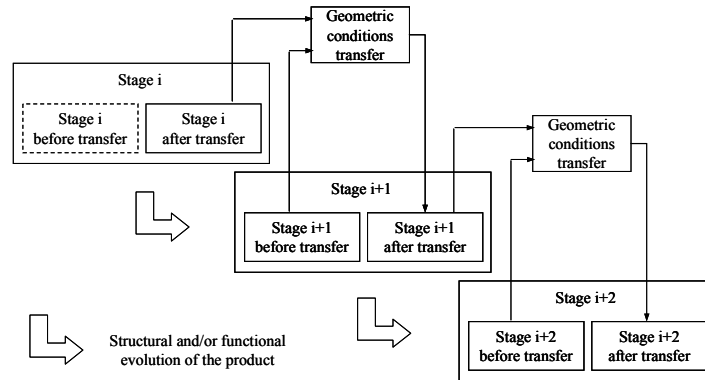 Geometric
conditions
transfer
Stage i
Stage i
before transfer
Stage i
after transfer
Geometric
conditions
transfer
Stage i+1
Stage i+1
before transfer
Stage i+1
after transfer
Stage i+2
Stage i+2
before transfer
Stage i+2
after transfer
Structural and/or functional
evolution of the product